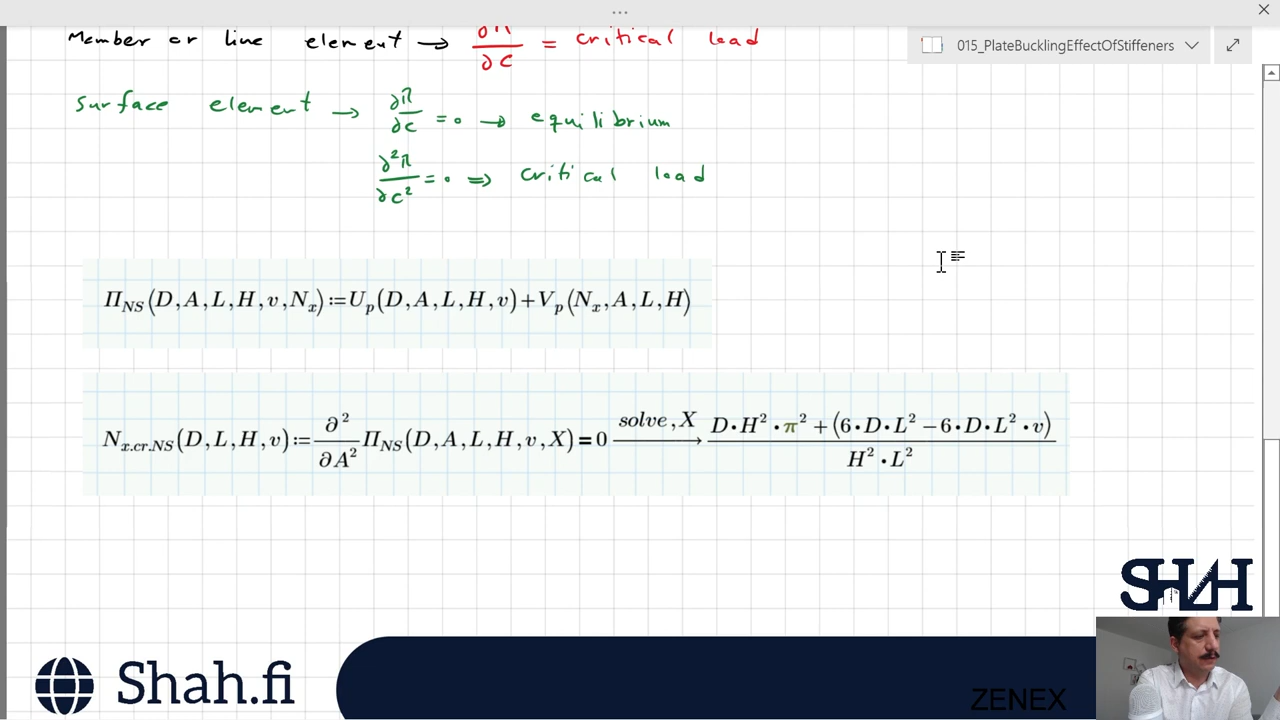 Member or line element → ∂Π/∂c = critical load
015_PlateBucklingEffectOfStiffeners
Surface element → ∂Π/∂c = 0 → equilibrium
∂²Π/∂c² = 0 ⇒ critical load
Π_NS(D,A,L,H,v,N_x):=U_p(D,A,L,H,v)+V_p(N_x,A,L,H)
N_x.cr.NS(D,L,H,v):=∂²/∂A² Π_NS(D,A,L,H,v,X)=0 solve,X → (D·H²·π²+(6·D·L²−6·D·L²·v))/(H²·L²)
SHAH
Shah.fi
ZENEX